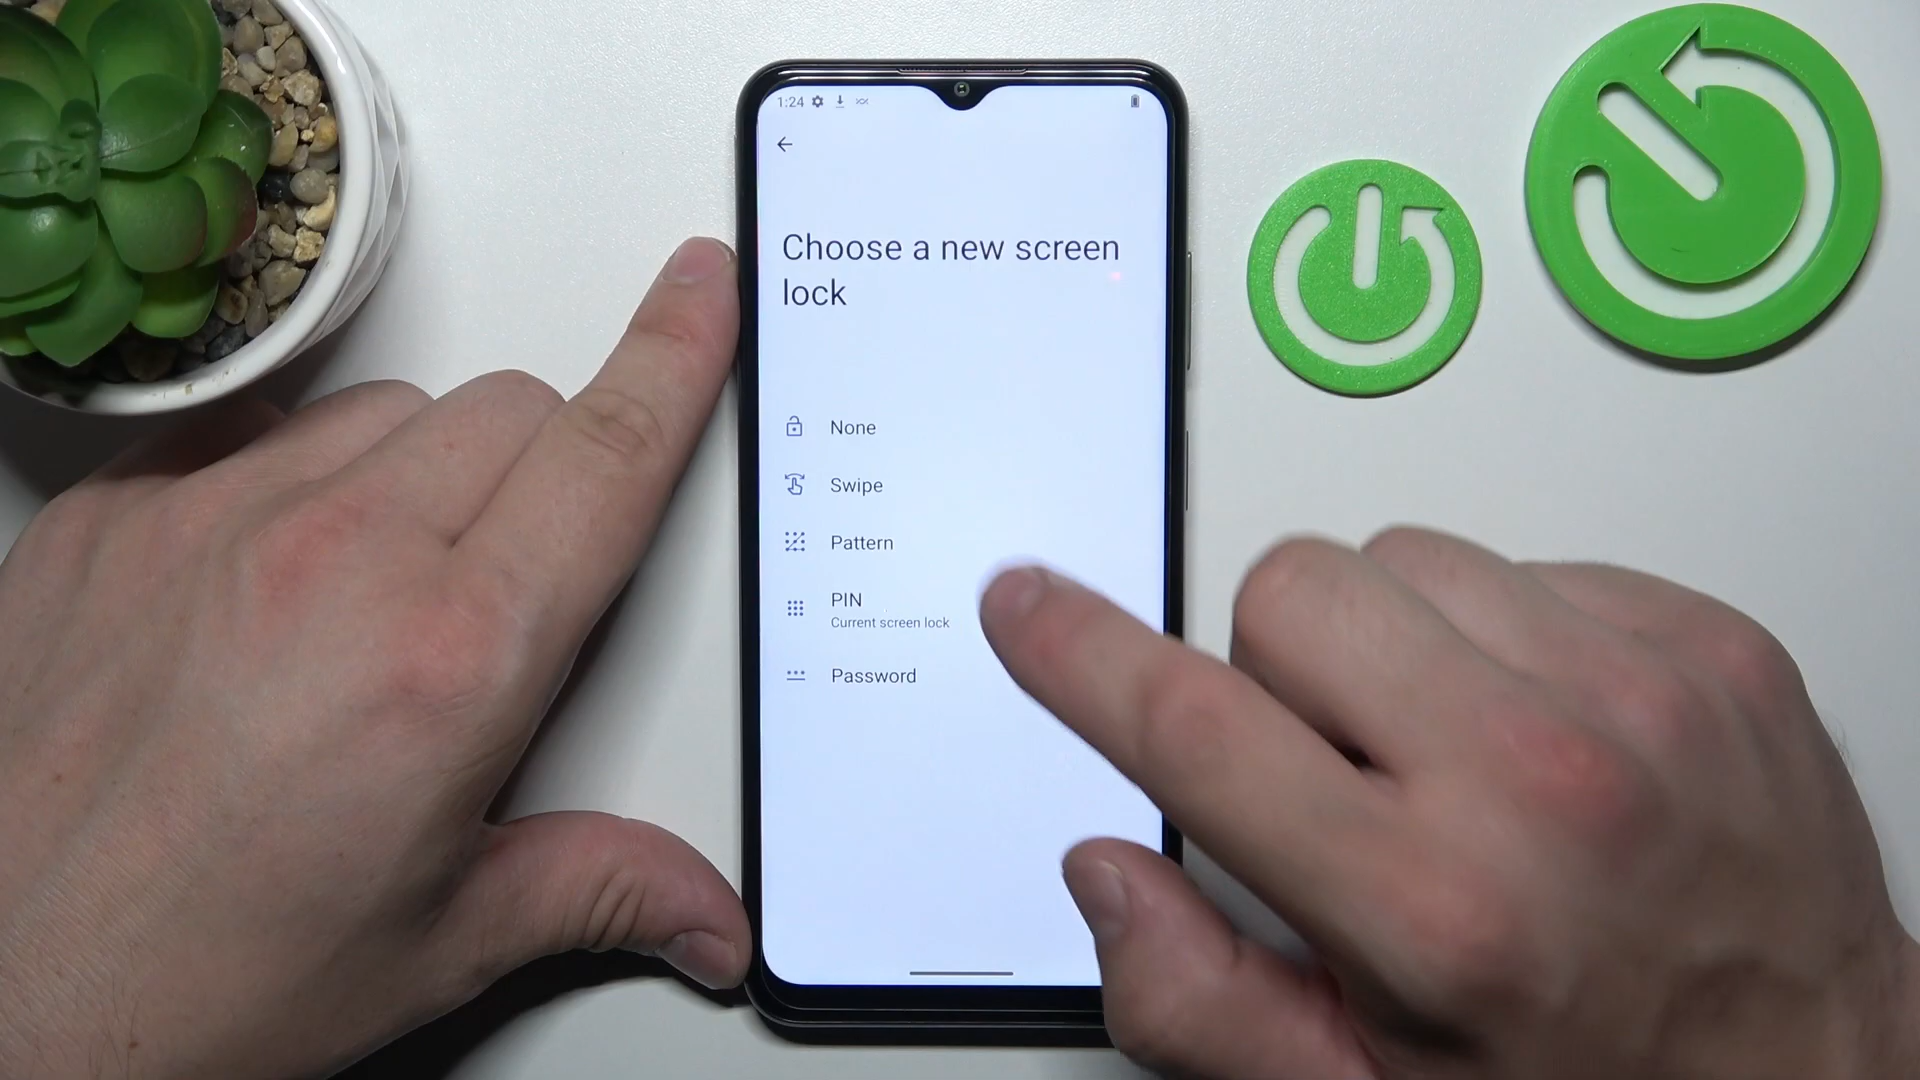 1:24
Choose a new screen
lock
None
Swipe
Pattern
PIN
Current screen lock
Password